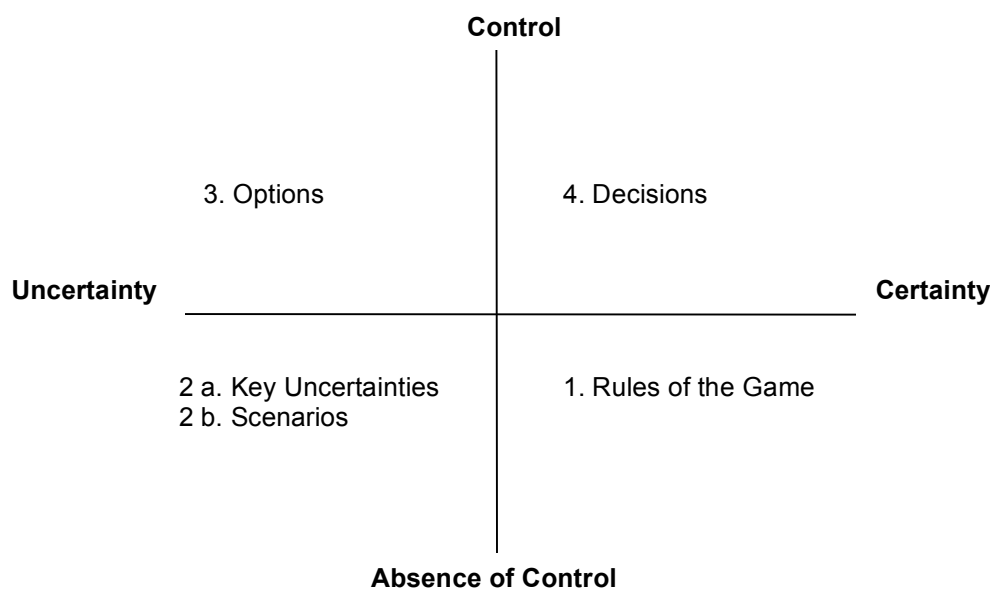 Control
3. Options
4. Decisions
Uncertainty
Certainty
2 a. Key Uncertainties
1. Rules of the Game
2 b. Scenarios
Absence of Control